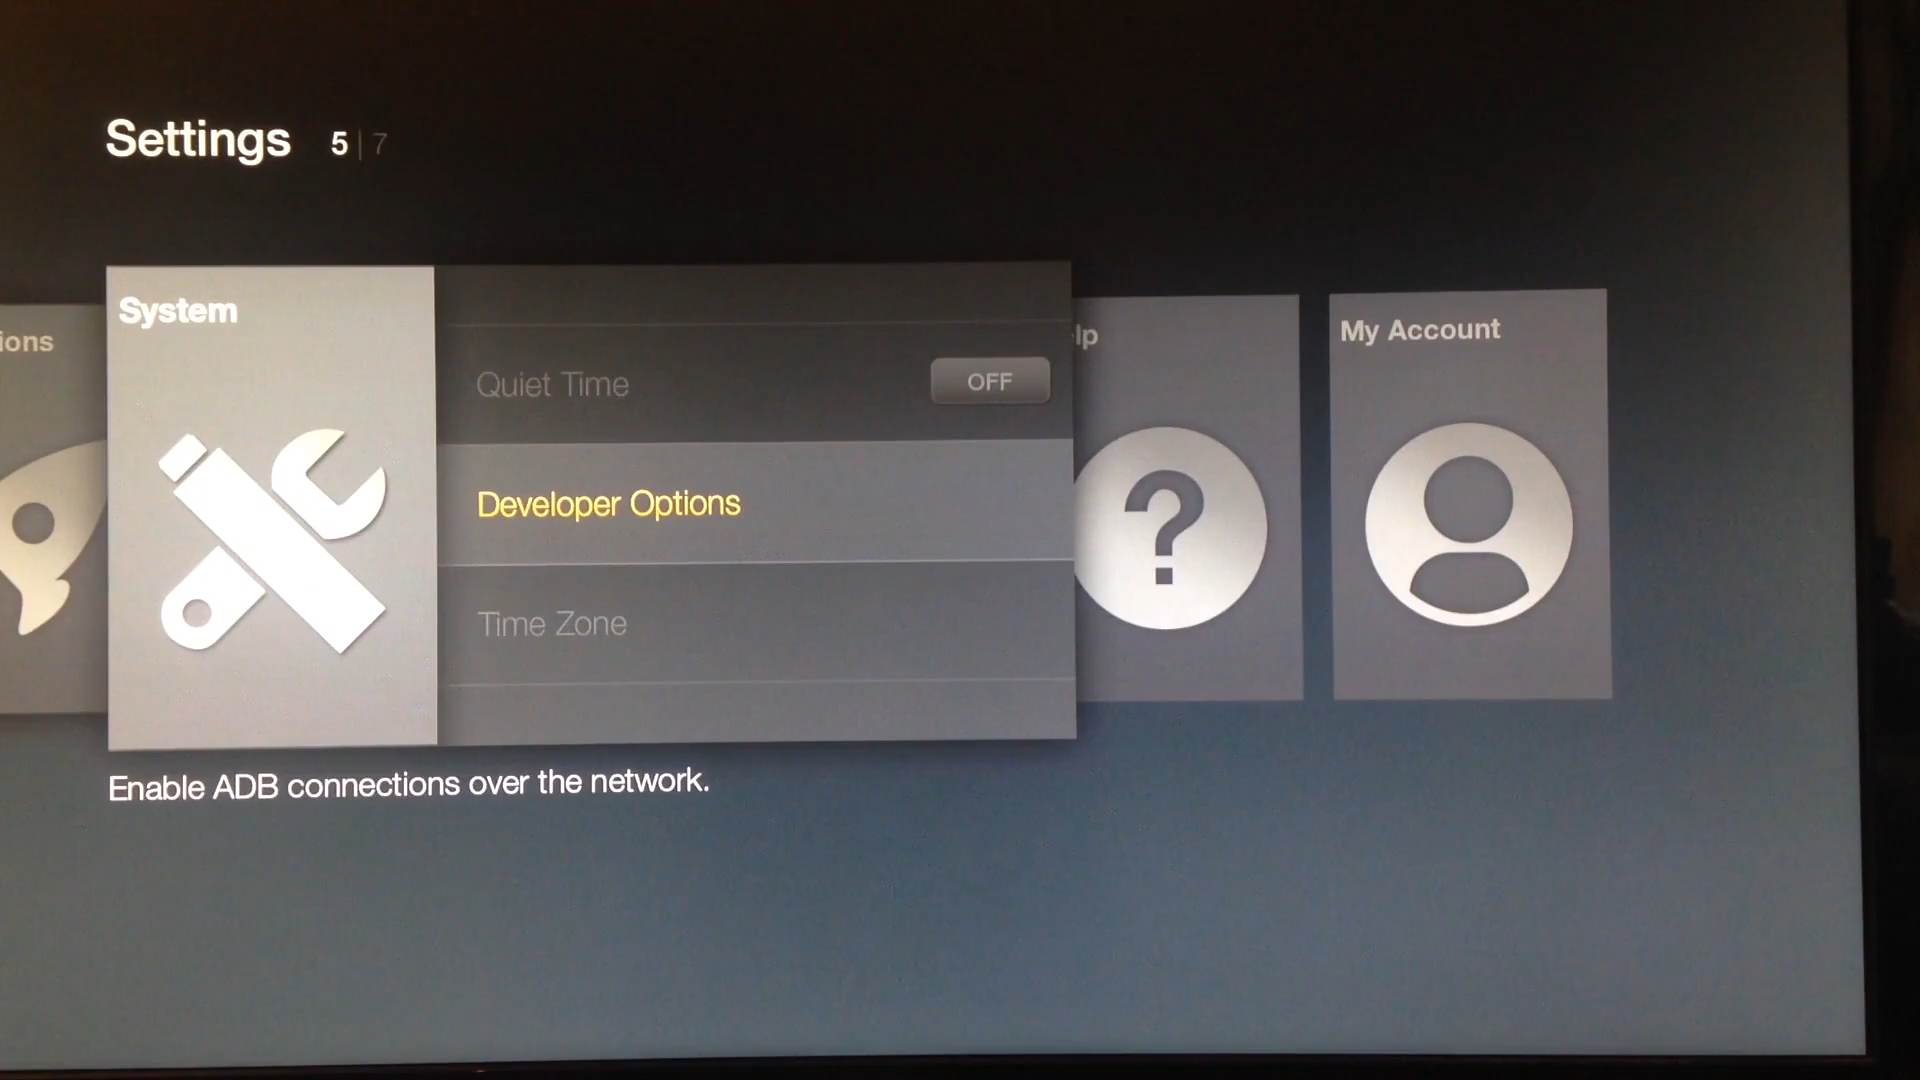 Settings 5 | 7
System
ions
Quiet Time OFF
Developer Options
Time Zone
lp
My Account
Enable ADB connections over the network.